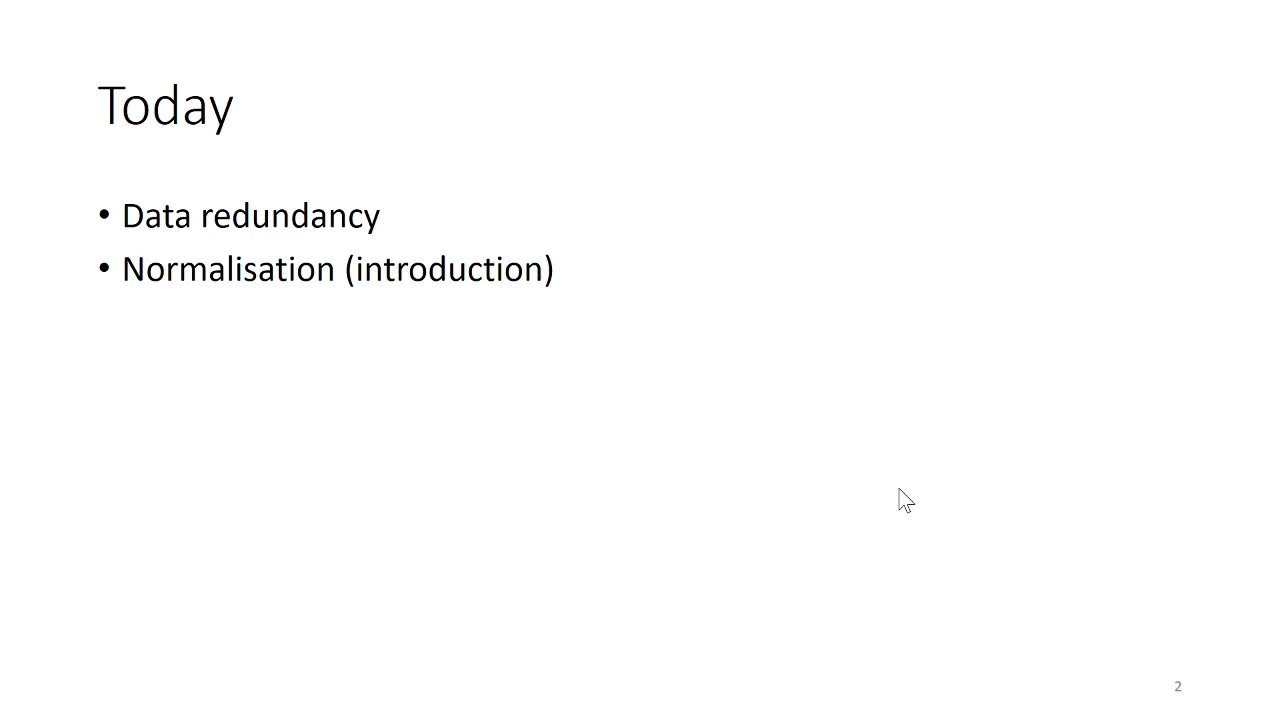 Today
• Data redundancy
• Normalisation (introduction)
2